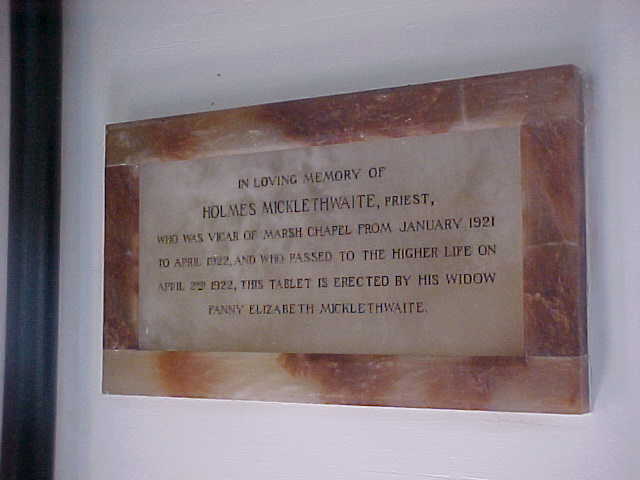 IN LOVING MEMORY OF
HOLMES MICKLETHWAITE, PRIEST,
WHO WAS VICAR OF MARSH CHAPEL FROM JANUARY 1921
TO APRIL 1922, AND WHO PASSED TO THE HIGHER LIFE ON
APRIL 2ND 1922, THIS TABLET IS ERECTED BY HIS WIDOW
FANNY ELIZABETH MICKLETHWAITE.